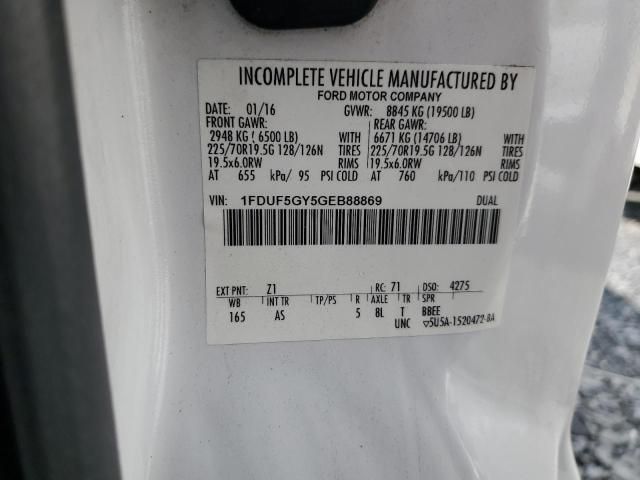 INCOMPLETE VEHICLE MANUFACTURED BY
FORD MOTOR COMPANY
DATE: 01/16 GVWR: 8845 KG (19500 LB)
FRONT GAWR: REAR GAWR:
2948 KG ( 6500 LB) WITH 6671 KG (14706 LB) WITH
225/70R19.5G 128/126N TIRES 225/70R19.5G 128/126N TIRES
19.5x6.0RW RIMS 19.5x6.0RW RIMS
AT 655 kPa/ 95 PSI COLD AT 760 kPa/110 PSI COLD
VIN: 1FDUF5GY5GEB88869 DUAL
EXT PNT: Z1 RC: 71 DSO: 4275
WB INT TR TP/PS R AXLE TR SPR
165 AS 5 8L T BBEE
UNC ▽5U5A-1520472-BA